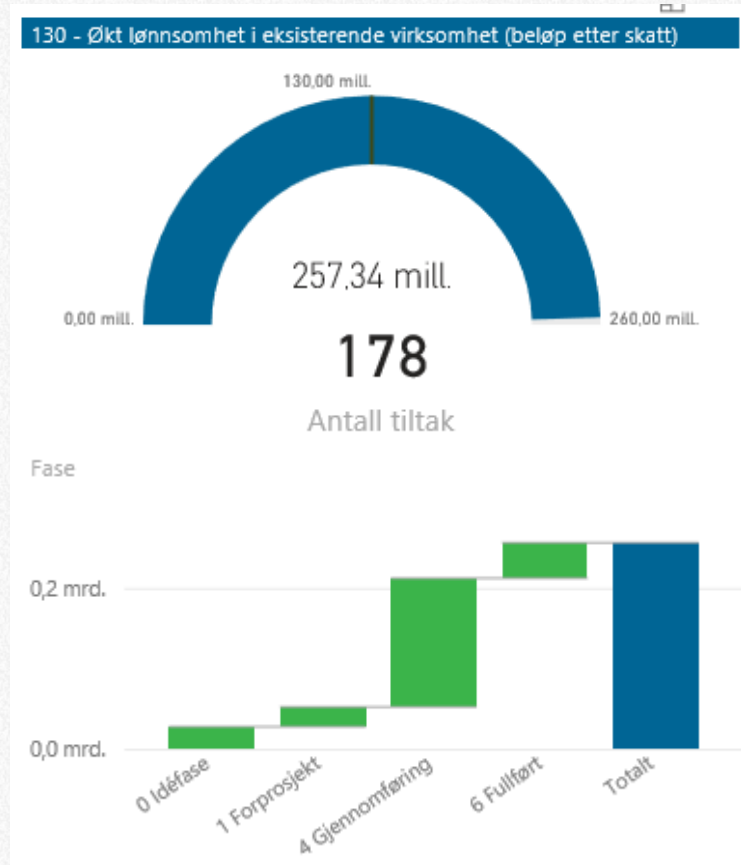 130 - Økt lønnsomhet i eksisterende virksomhet (beløp etter skatt)
130,00 mill.
257,34 mill.
0,00 mill.
260,00 mill.
178
Antall tiltak
Fase
0,2 mrd.
0,0 mrd.
0 Idéfase
1 Forprosjekt
4 Gjennomføring
6 Fullført
Totalt